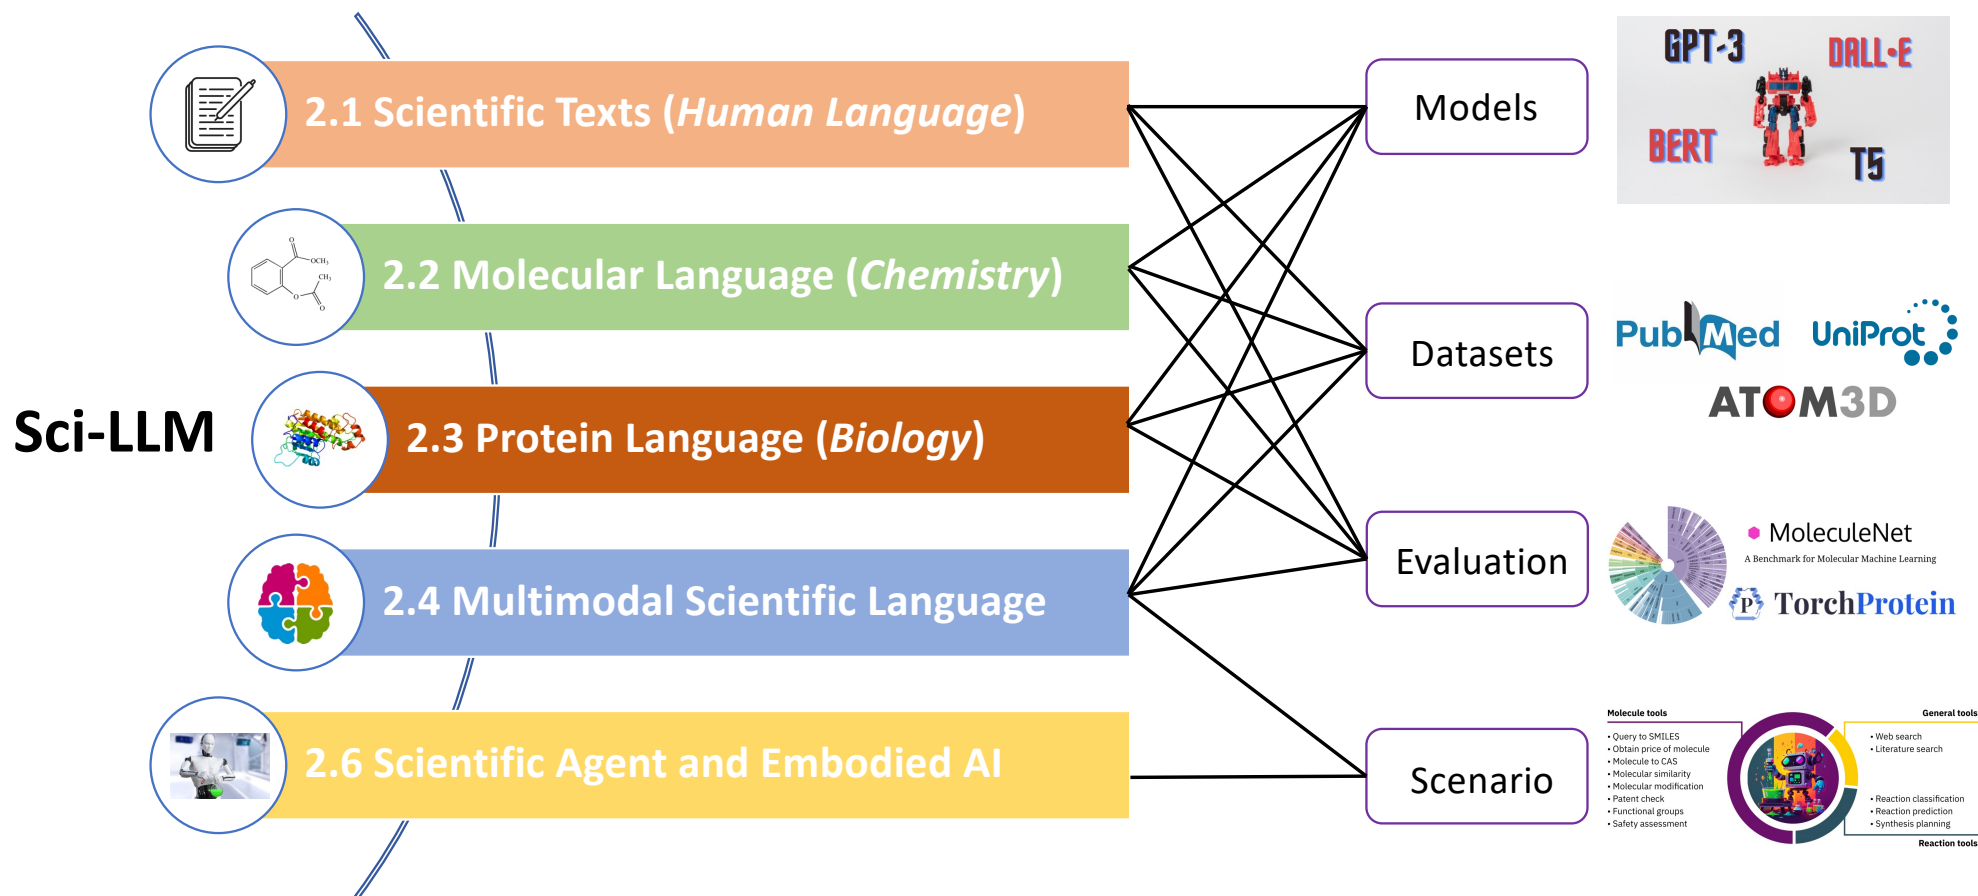 Sci-LLM
2.1 Scientific Texts (Human Language)
OCH₃
O
CH₃
O
O
2.2 Molecular Language (Chemistry)
2.3 Protein Language (Biology)
2.4 Multimodal Scientific Language
2.6 Scientific Agent and Embodied AI
Models
Datasets
Evaluation
Scenario
GPT-3
DALL•E
BERT
T5
PubMed
UniProt
ATOM3D
MoleculeNet
A Benchmark for Molecular Machine Learning
P
TorchProtein
Molecule tools
• Query to SMILES
• Obtain price of molecule
• Molecule to CAS
• Molecular similarity
• Molecular modification
• Patent check
• Functional groups
• Safety assessment
General tools
• Web search
• Literature search
• Reaction classification
• Reaction prediction
• Synthesis planning
Reaction tools